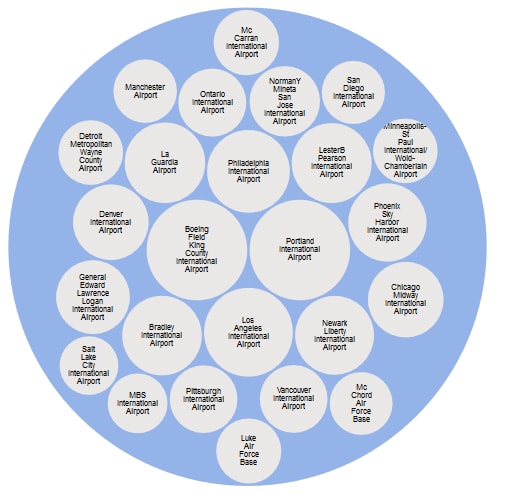 Mc
Carran
International
Airport
Manchester
Airport
Ontario
International
Airport
NormanY
Mineta
San
Jose
International
Airport
San
Diego
International
Airport
Detroit
Metropolitan
Wayne
County
Airport
La
Guardia
Airport
Philadelphia
International
Airport
LesterB
Pearson
International
Airport
Minneapolis-
St
Paul
International/
Wold-
Chamberlain
Airport
Denver
International
Airport
Boeing
Field
King
County
International
Airport
Portland
International
Airport
Phoenix
Sky
Harbor
International
Airport
General
Edward
Lawrence
Logan
International
Airport
Bradley
International
Airport
Los
Angeles
International
Airport
Newark
Liberty
International
Airport
Chicago
Midway
International
Airport
Salt
Lake
City
International
Airport
MBS
International
Airport
Pittsburgh
International
Airport
Vancouver
International
Airport
Mc
Chord
Air
Force
Base
Luke
Air
Force
Base